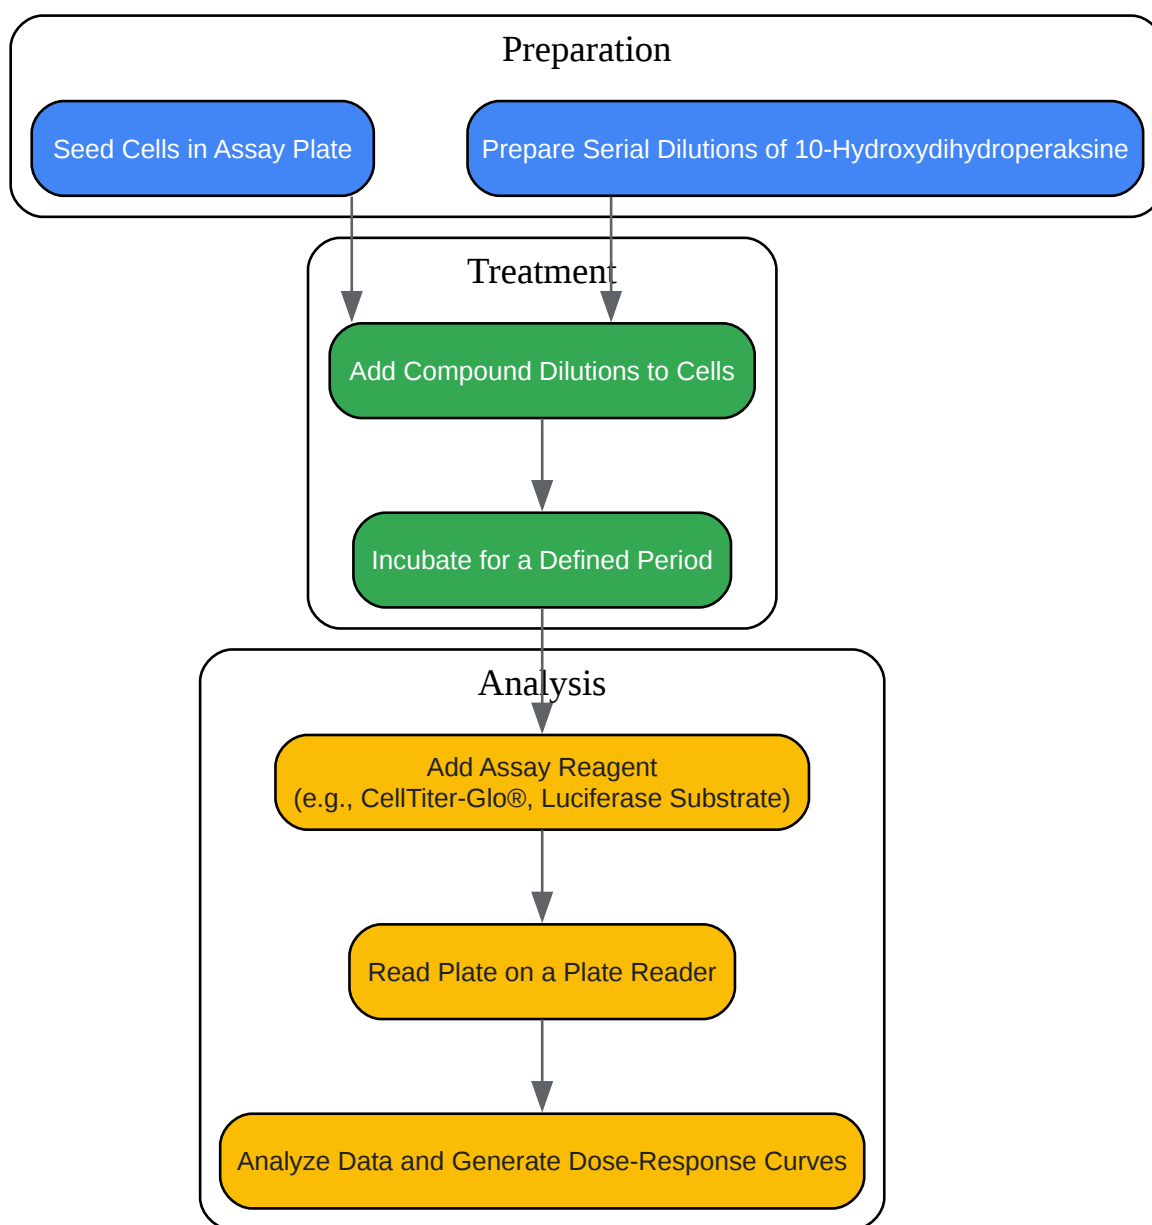 Preparation
Seed Cells in Assay Plate
Prepare Serial Dilutions of 10-Hydroxydihydroperaksine
Treatment
Add Compound Dilutions to Cells
Incubate for a Defined Period
Analysis
Add Assay Reagent
(e.g., CellTiter-Glo®, Luciferase Substrate)
Read Plate on a Plate Reader
Analyze Data and Generate Dose-Response Curves